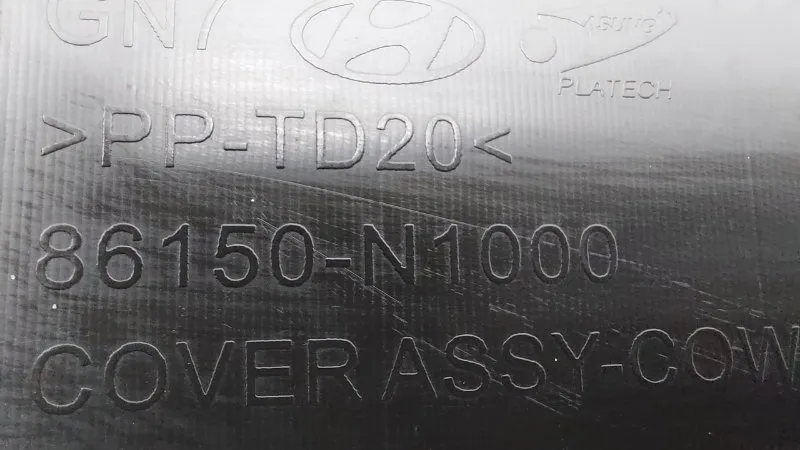 GN7
PLATECH
>PP-TD20<
86150-N1000
COVER ASSY-COW